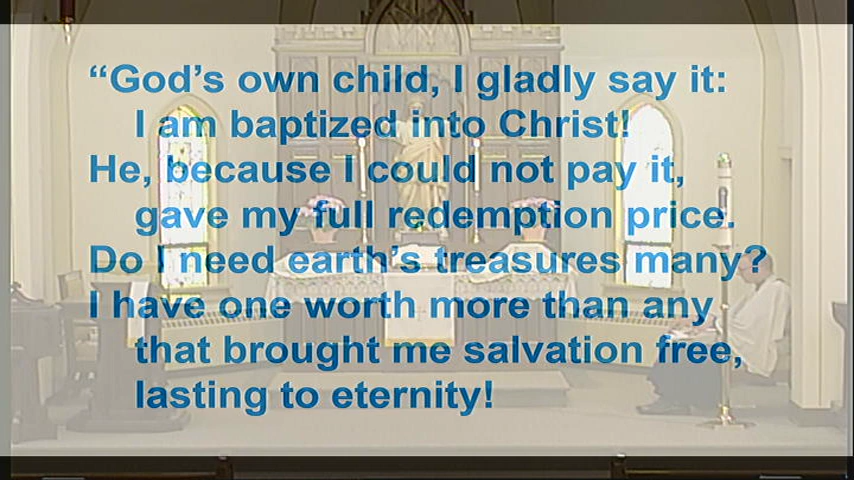 “God’s own child, I gladly say it:
I am baptized into Christ!
He, because I could not pay it,
gave my full redemption price.
Do I need earth’s treasures many?
I have one worth more than any
that brought me salvation free,
lasting to eternity!